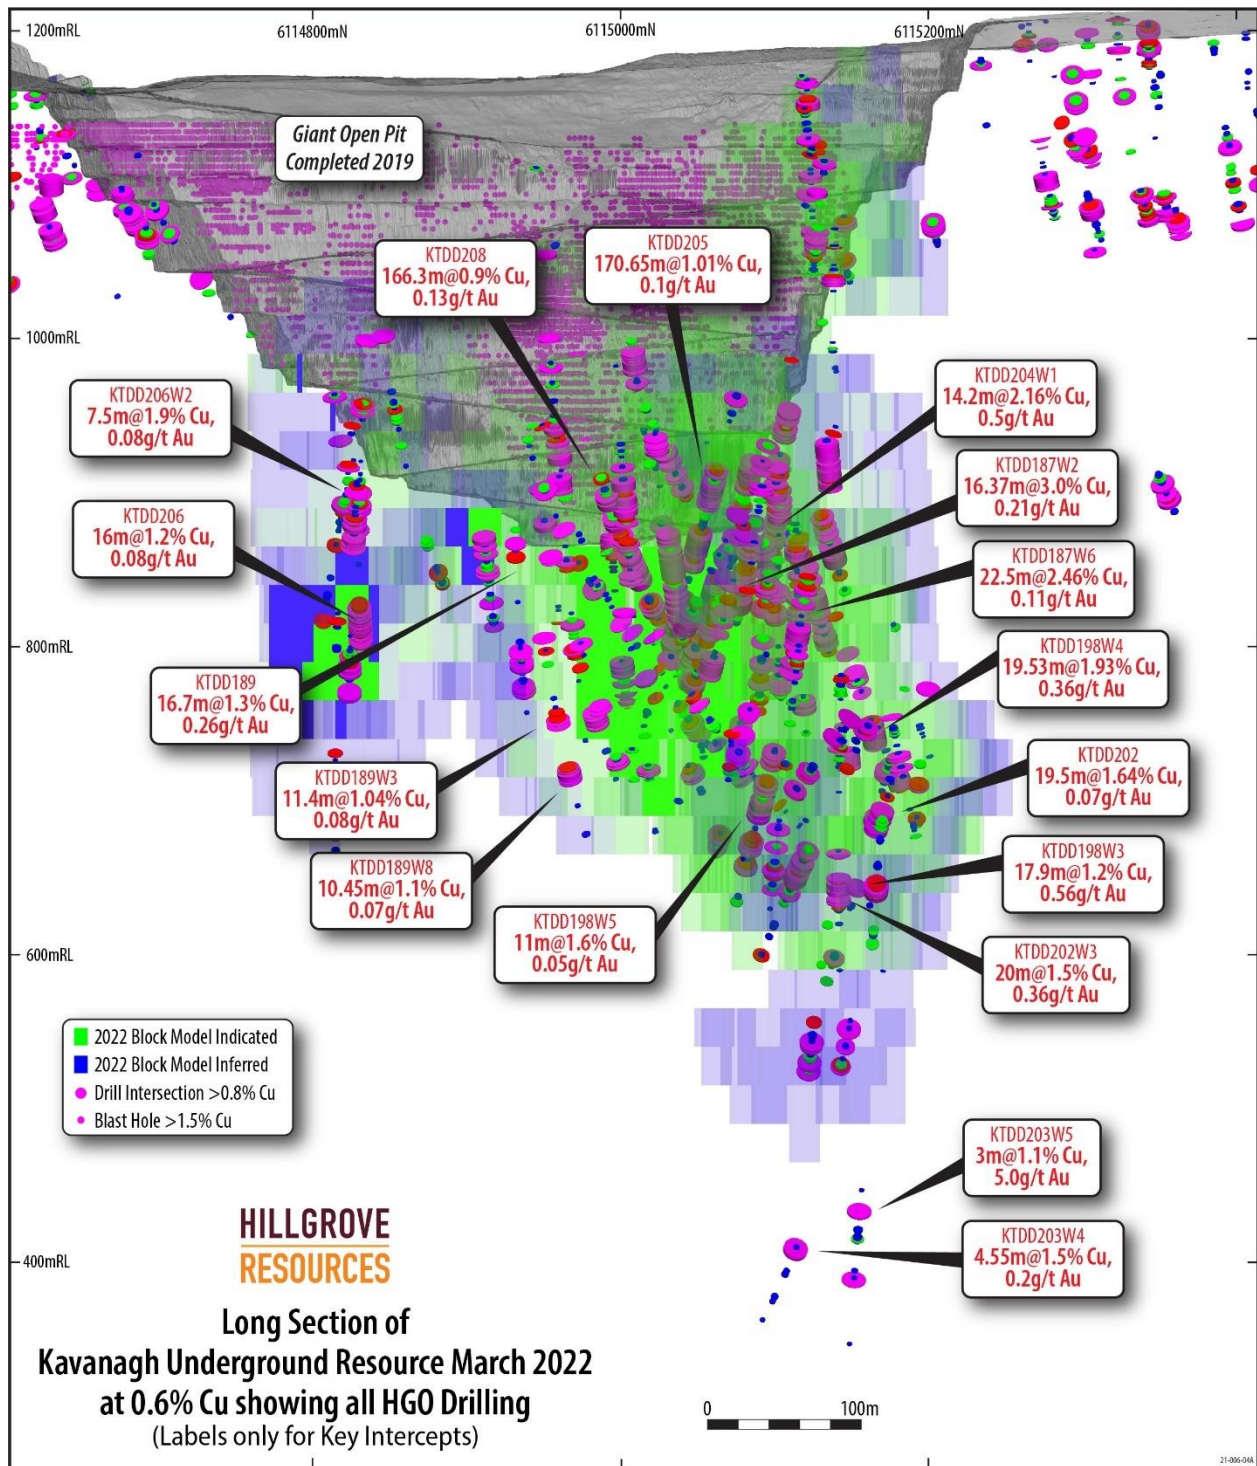 1200mRL
6114800mN
6115000mN
6115200mN
Giant Open Pit
Completed 2019
KTDD208
166.3m@0.9% Cu,
0.13g/t Au
KTDD205
170.65m@1.01% Cu,
0.1g/t Au
1000mRL
KTDD206W2
7.5m@1.9% Cu,
0.08g/t Au
KTDD204W1
14.2m@2.16% Cu,
0.5g/t Au
KTDD187W2
16.37m@3.0% Cu,
0.21g/t Au
KTDD206
16m@1.2% Cu,
0.08g/t Au
KTDD187W6
22.5m@2.46% Cu,
0.11g/t Au
800mRL
KTDD198W4
19.53m@1.93% Cu,
0.36g/t Au
KTDD189
16.7m@1.3% Cu,
0.26g/t Au
KTDD202
19.5m@1.64% Cu,
0.07g/t Au
KTDD189W3
11.4m@1.04% Cu,
0.08g/t Au
KTDD198W3
17.9m@1.2% Cu,
0.56g/t Au
KTDD189W8
10.45m@1.1% Cu,
0.07g/t Au
KTDD198W5
11m@1.6% Cu,
0.05g/t Au
KTDD202W3
20m@1.5% Cu,
0.36g/t Au
600mRL
2022 Block Model Indicated
2022 Block Model Inferred
Drill Intersection >0.8% Cu
Blast Hole >1.5% Cu
KTDD203W5
3m@1.1% Cu,
5.0g/t Au
KTDD203W4
4.55m@1.5% Cu,
0.2g/t Au
400mRL
HILLGROVE
RESOURCES
Long Section of
Kavanagh Underground Resource March 2022
at 0.6% Cu showing all HGO Drilling
(Labels only for Key Intercepts)
0 100m
21-006-04A